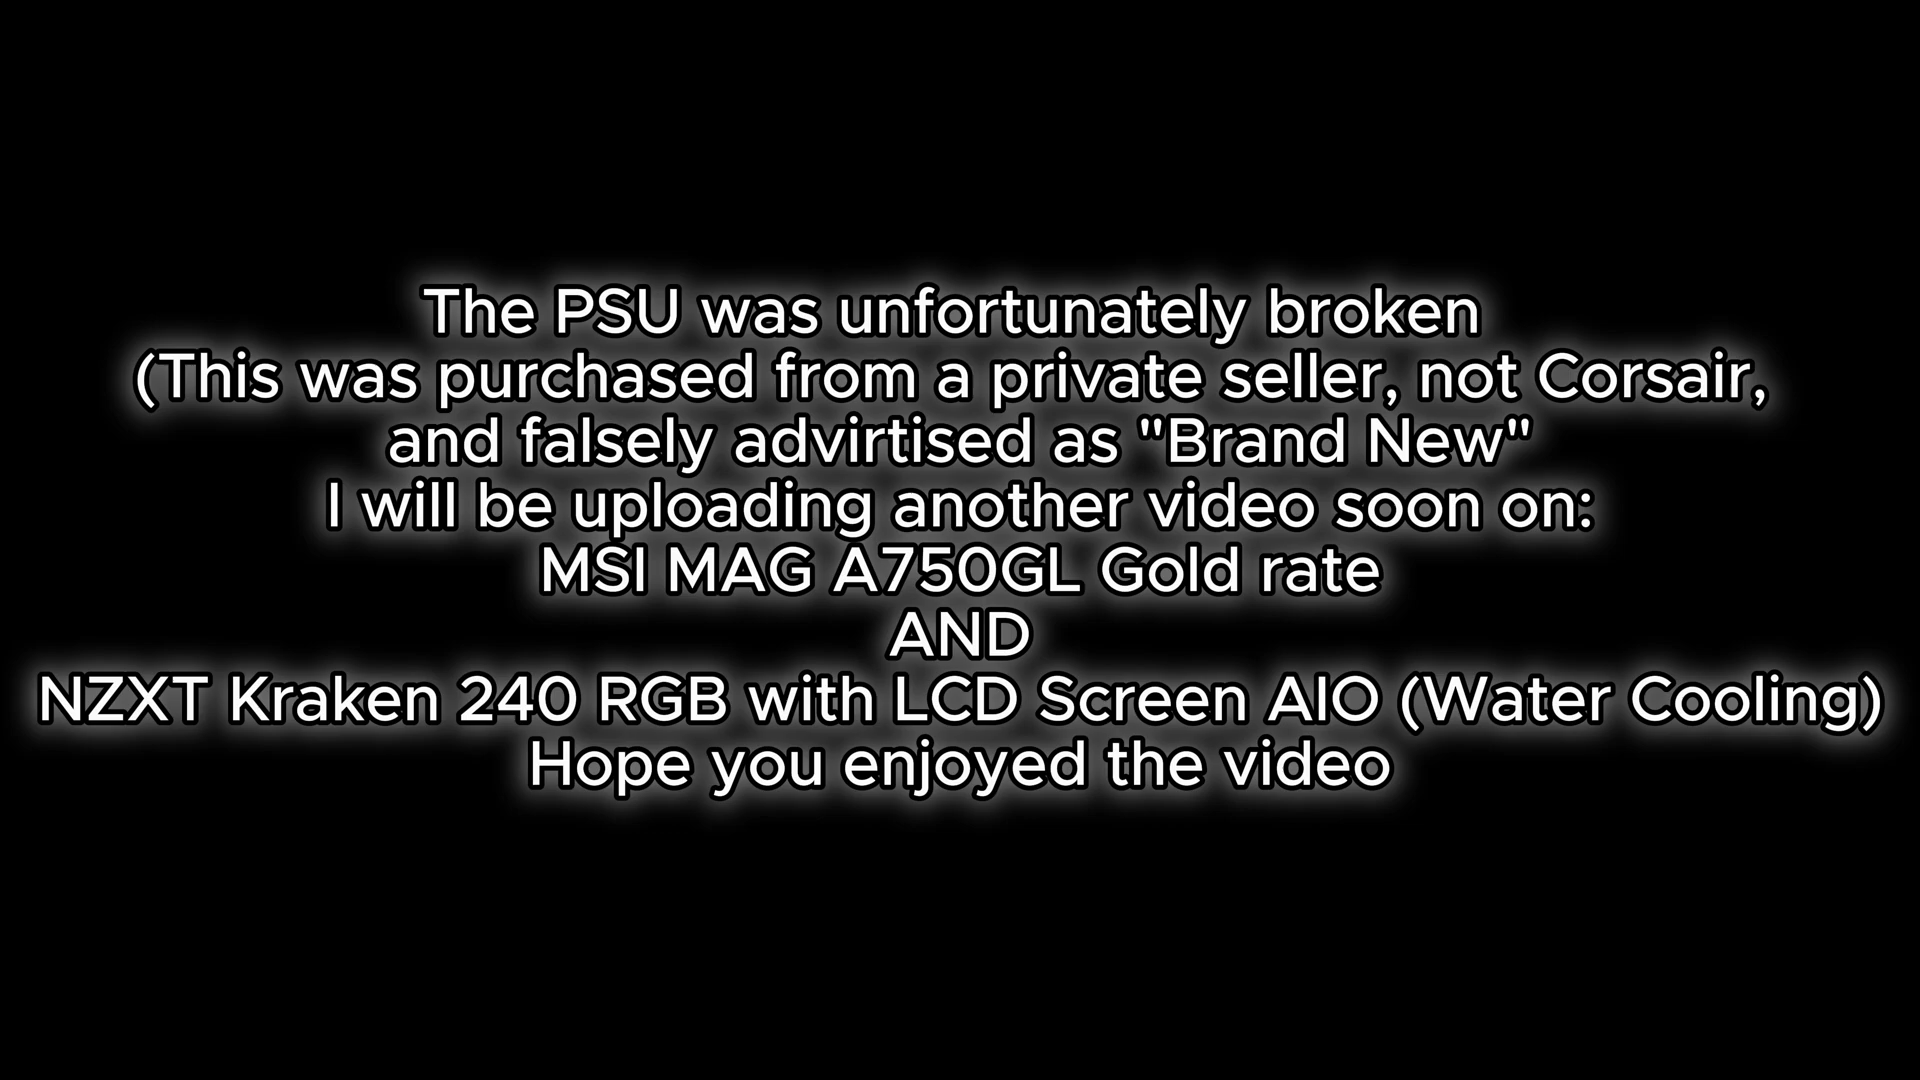 The PSU was unfortunately broken
(This was purchased from a private seller, not Corsair,
and falsely advirtised as "Brand New"
I will be uploading another video soon on:
MSI MAG A750GL Gold rate
AND
NZXT Kraken 240 RGB with LCD Screen AIO (Water Cooling)
Hope you enjoyed the video